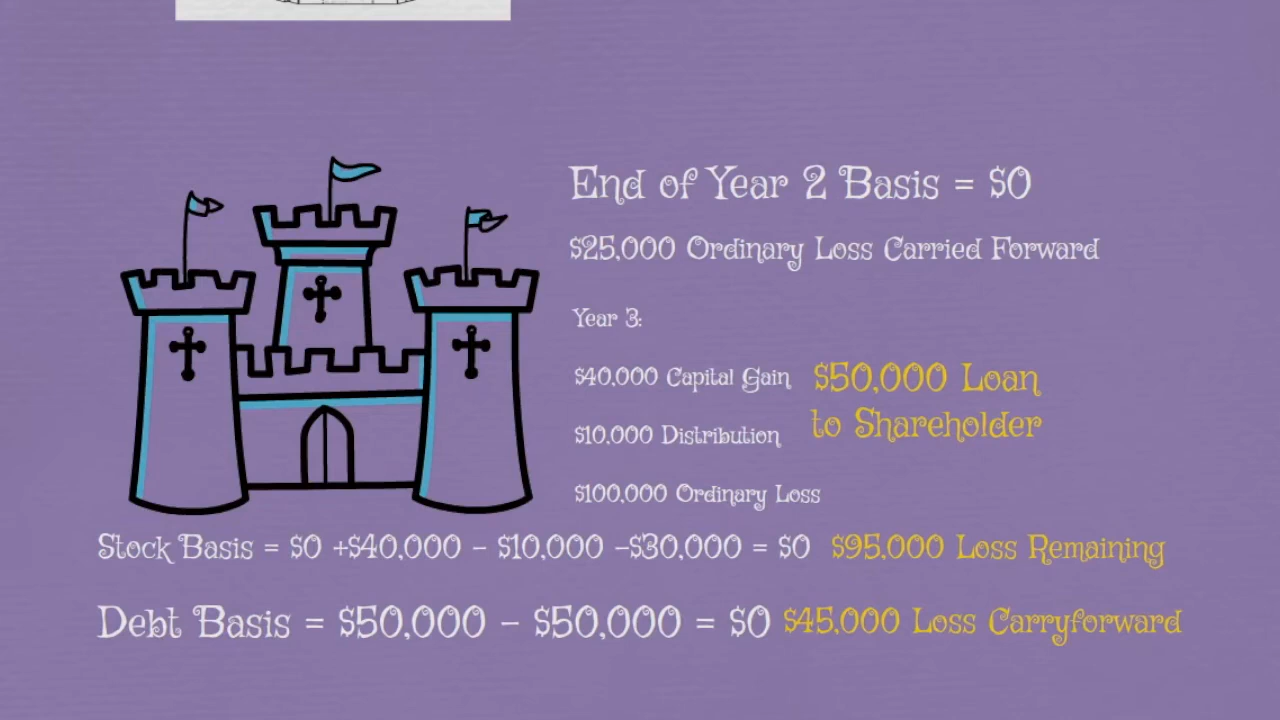 End of Year 2 Basis = $0
$25,000 Ordinary Loss Carried Forward
Year 3:
$40,000 Capital Gain
$50,000 Loan
to Shareholder
$10,000 Distribution
$100,000 Ordinary Loss
Stock Basis = $0 +$40,000 - $10,000 -$30,000 = $0 $95,000 Loss Remaining
Debt Basis = $50,000 - $50,000 = $0 $45,000 Loss Carryforward